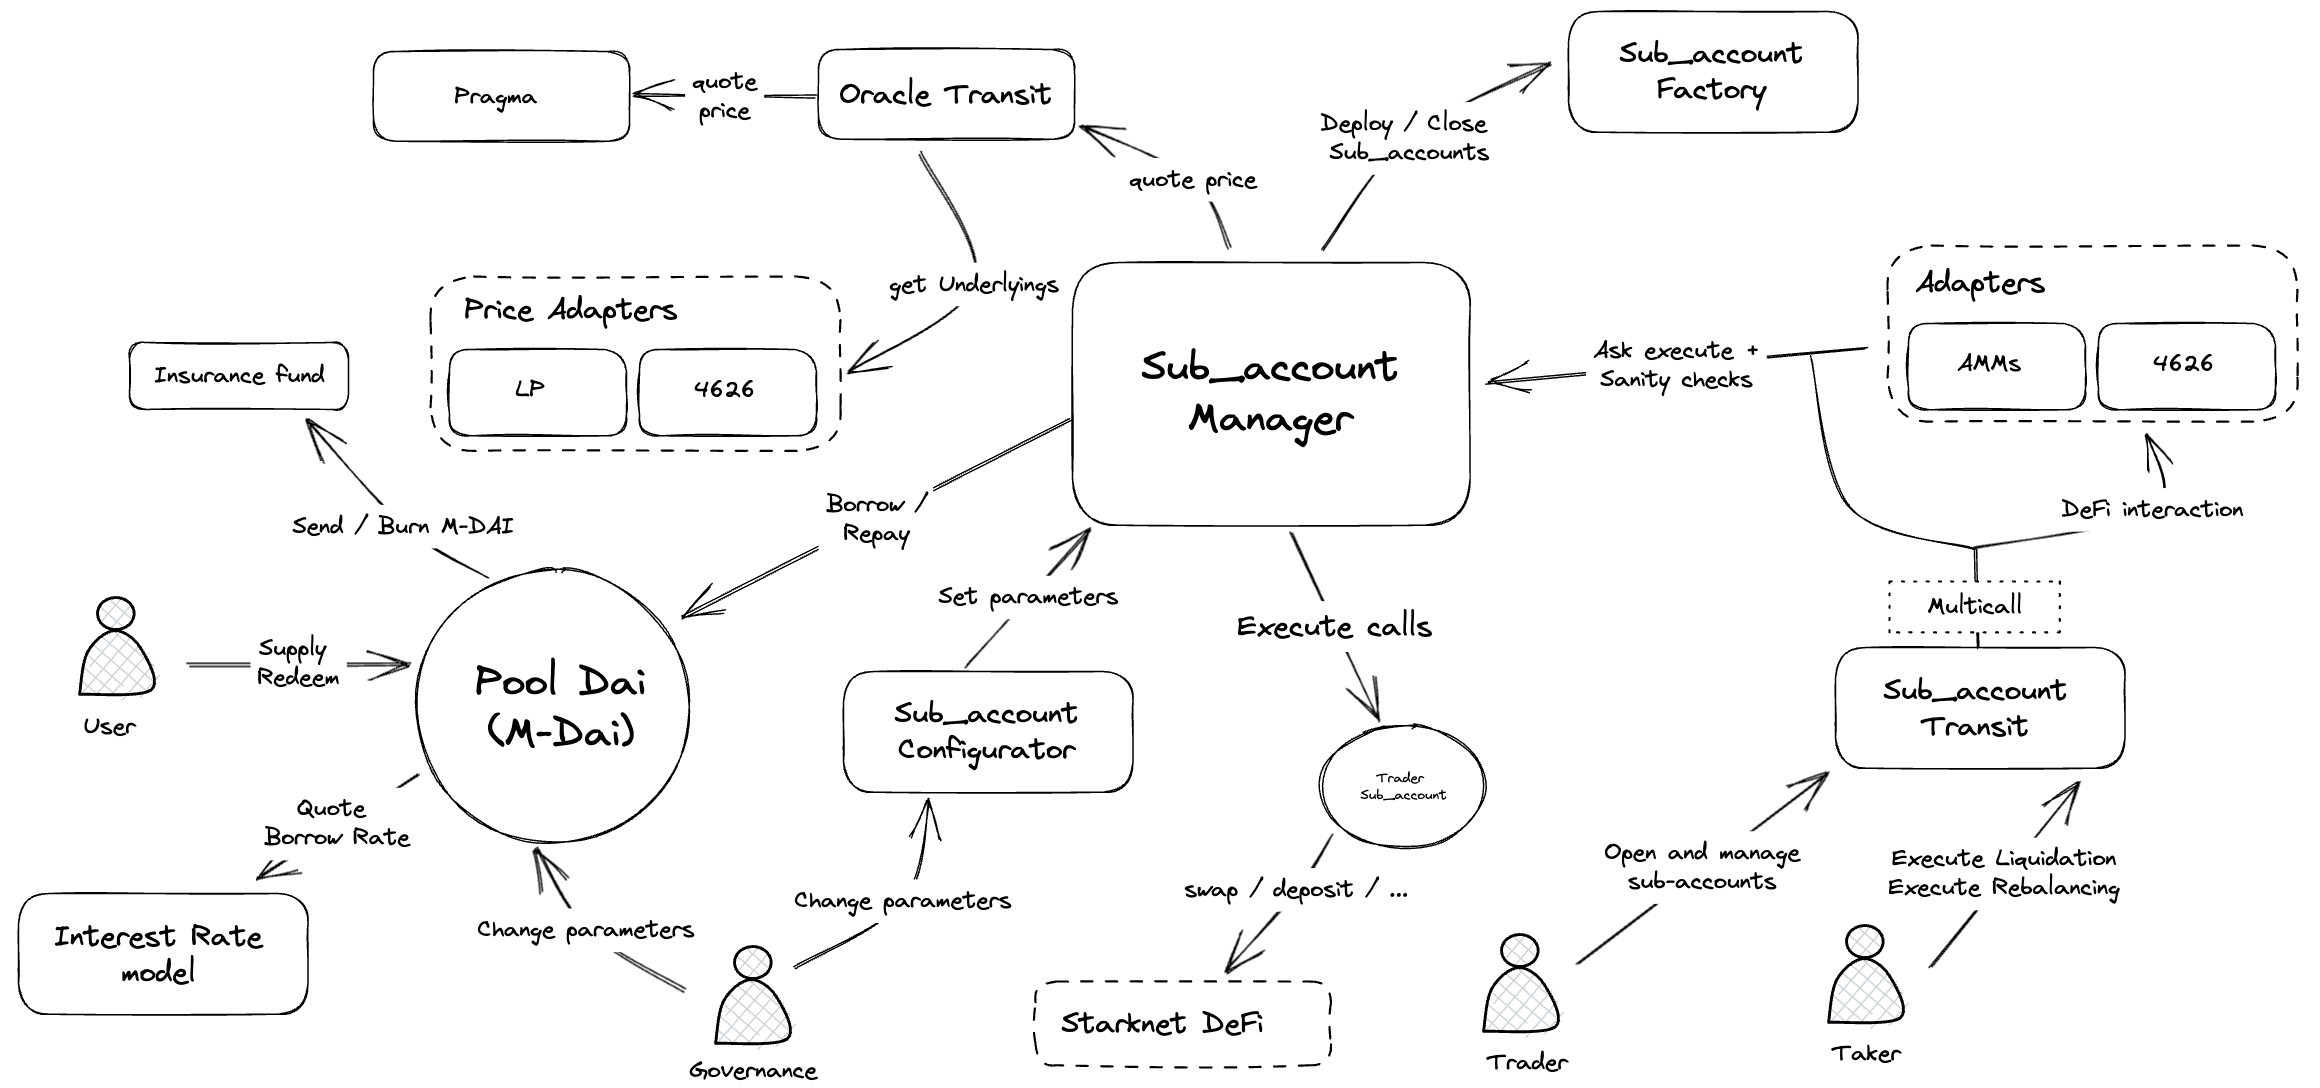 Pragma
quote
price
Oracle Transit
Sub_account
Factory
Deploy / Close
Sub_accounts
quote price
get Underlyings
Price Adapters
LP
4626
Insurance fund
Sub_account
Manager
Ask execute +
Sanity checks
Adapters
AMMs
4626
DeFi interaction
Send / Burn M-DAI
Borrow /
Repay
Set parameters
Execute calls
Multicall
User
Supply
Redeem
Pool Dai
(M-Dai)
Sub_account
Configurator
Sub_account
Transit
Trader
Sub_account
Quote
Borrow Rate
Interest Rate
model
Change parameters
Change parameters
swap / deposit / ...
Open and manage
sub-accounts
Execute Liquidation
Execute Rebalancing
Governance
Starknet DeFi
Trader
Taker